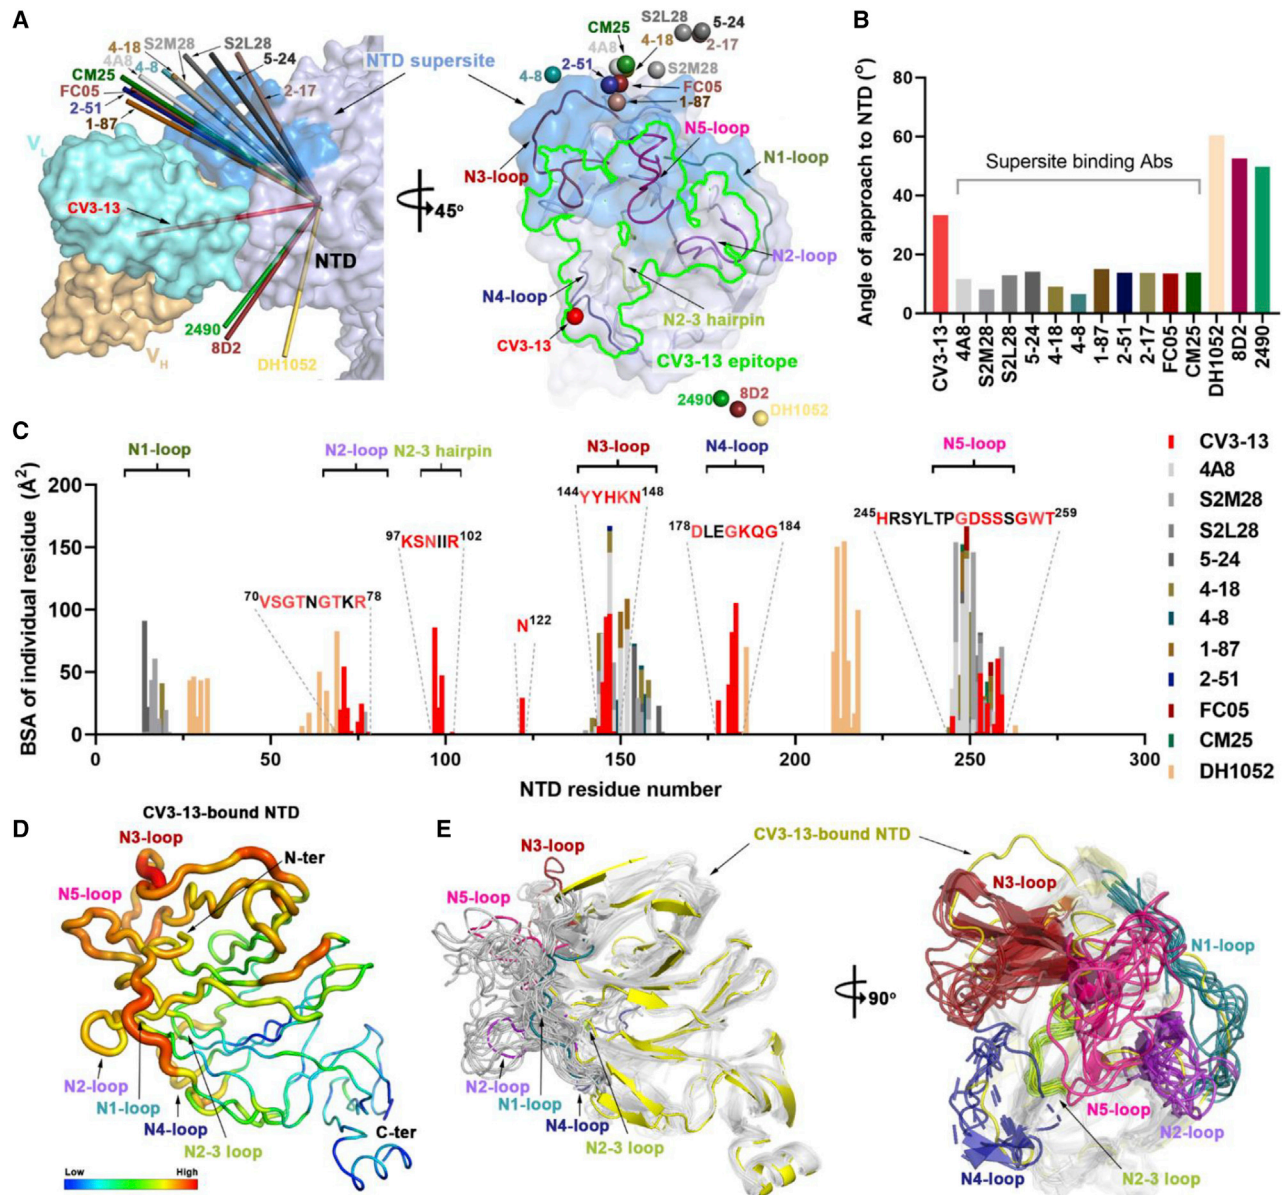 A
4-18
S2M28
S2L28
4-8
5-24
4A8
CM25
FC05
2-17
2-51
1-87
NTD supersite
VL
CV3-13
NTD
2490
8D2
VH
DH1052
45°
S2L28
5-24
CM25
4-18
2-17
4A8
2-51
S2M28
4-8
FC05
1-87
N5-loop
N1-loop
N3-loop
N2-loop
N4-loop
N2-3 hairpin
CV3-13
CV3-13 epitope
2490
8D2
DH1052
B
Angle of approach to NTD (°)
80
60
40
20
0
Supersite binding Abs
CV3-13
4A8
S2M28
S2L28
5-24
4-18
4-8
1-87
2-51
2-17
FC05
CM25
DH1052
8D2
2490
C
N1-loop
N2-loop
N2-3 hairpin
N3-loop
N4-loop
N5-loop
BSA of individual residue (Å²)
200
150
100
50
0
144YYHKN148
178DLEGKQG184
245HRSYLTPGDSSSGWT259
97KSNIIR102
70VSGTNGTKR78
N122
0
50
100
150
200
250
300
NTD residue number
CV3-13
4A8
S2M28
S2L28
5-24
4-18
4-8
1-87
2-51
FC05
CM25
DH1052
D
CV3-13-bound NTD
N3-loop
N-ter
N5-loop
N2-loop
N1-loop
N4-loop
N2-3 loop
C-ter
Low
High
E
CV3-13-bound NTD
N3-loop
N5-loop
N2-loop
N1-loop
N4-loop
N2-3 loop
90°
N3-loop
N1-loop
N5-loop
N2-loop
N4-loop
N2-3 loop